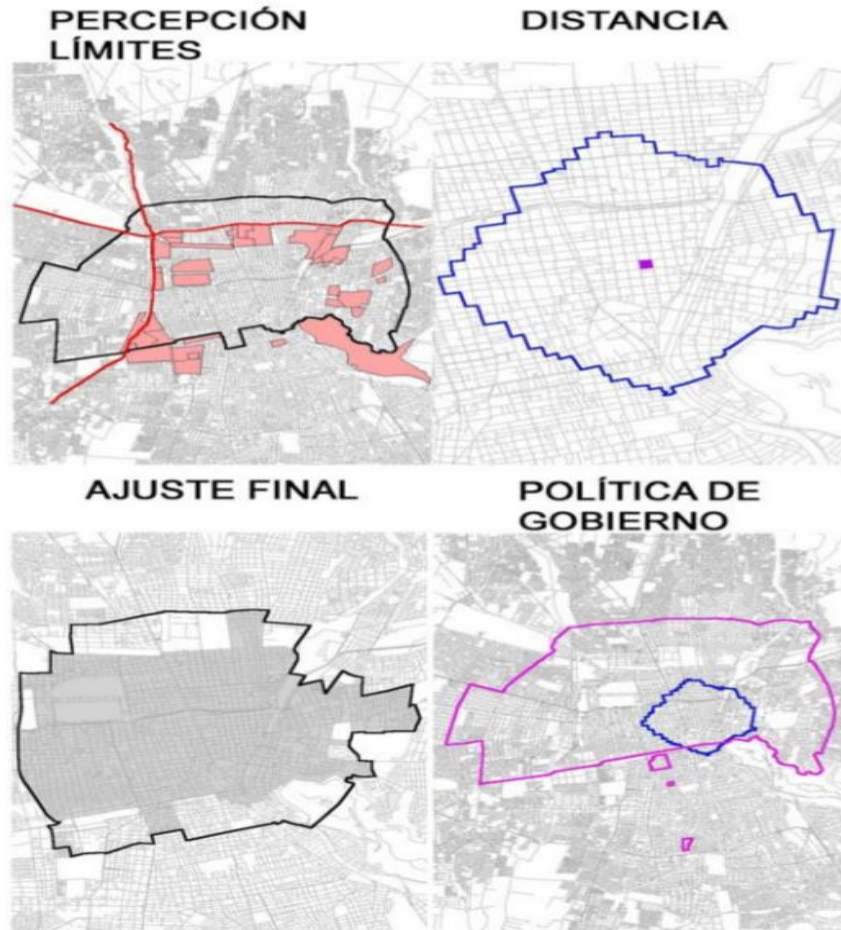 PERCEPCIÓN
LÍMITES
DISTANCIA
AJUSTE FINAL
POLÍTICA DE
GOBIERNO